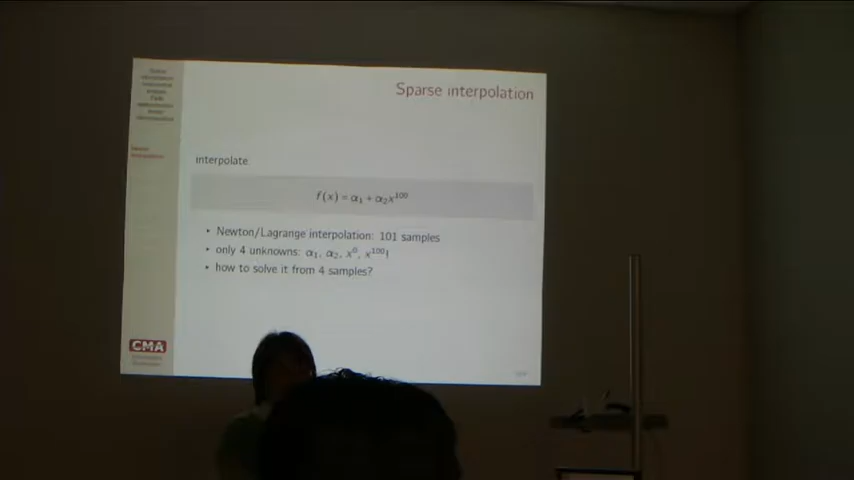 Sparse interpolation
interpolate
f(x) = α₁ + α₂x¹⁰⁰
• Newton/Lagrange interpolation: 101 samples
• only 4 unknowns: α₁, α₂, x⁰, x¹⁰⁰!
• how to solve it from 4 samples?
CMA